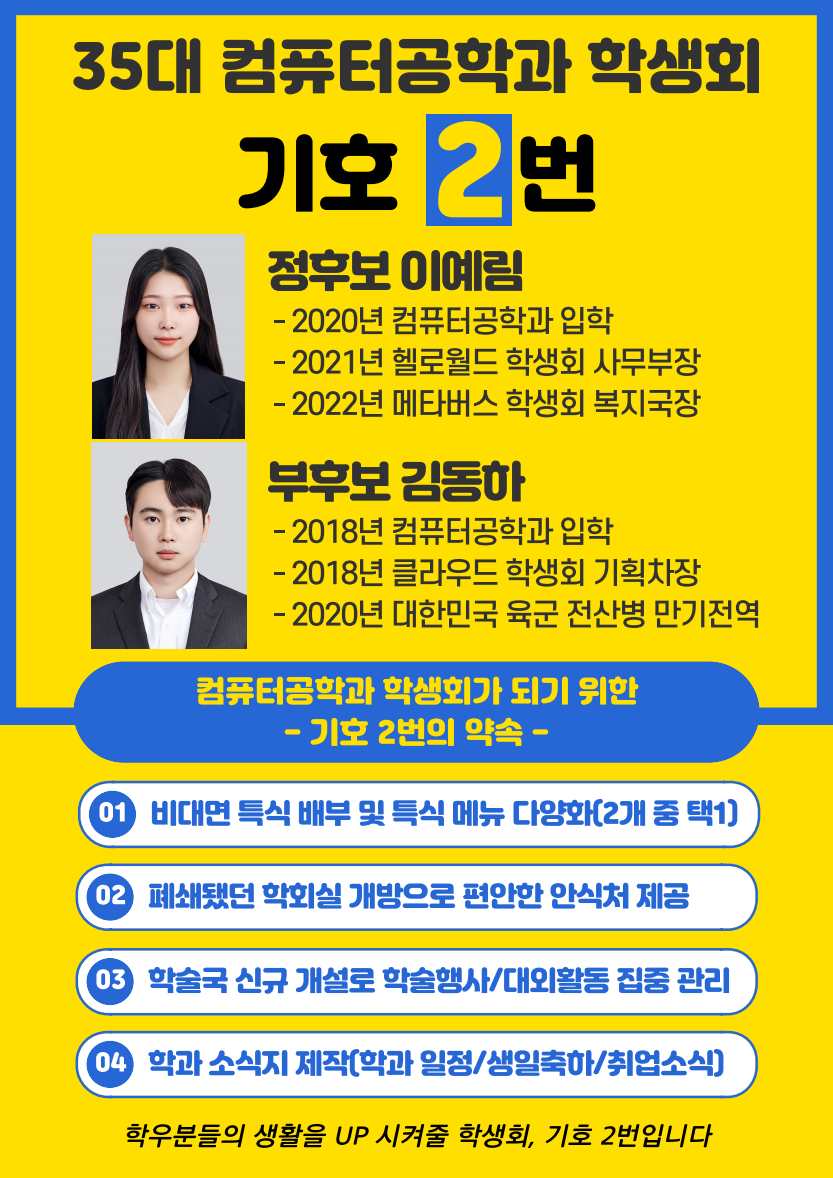 35대 컴퓨터공학과 학생회
기호 2번
정후보 이예림
- 2020년 컴퓨터공학과 입학
- 2021년 헬로월드 학생회 사무부장
- 2022년 메타버스 학생회 복지국장
부후보 김동하
- 2018년 컴퓨터공학과 입학
- 2018년 클라우드 학생회 기획차장
- 2020년 대한민국 육군 전산병 만기전역
컴퓨터공학과 학생회가 되기 위한
- 기호 2번의 약속 -
01 비대면 특식 배부 및 특식 메뉴 다양화(2개 중 택1)
02 폐쇄됐던 학회실 개방으로 편안한 안식처 제공
03 학술국 신규 개설로 학술행사/대외활동 집중 관리
04 학과 소식지 제작(학과 일정/생일축하/취업소식)
학우분들의 생활을 UP 시켜줄 학생회, 기호 2번입니다